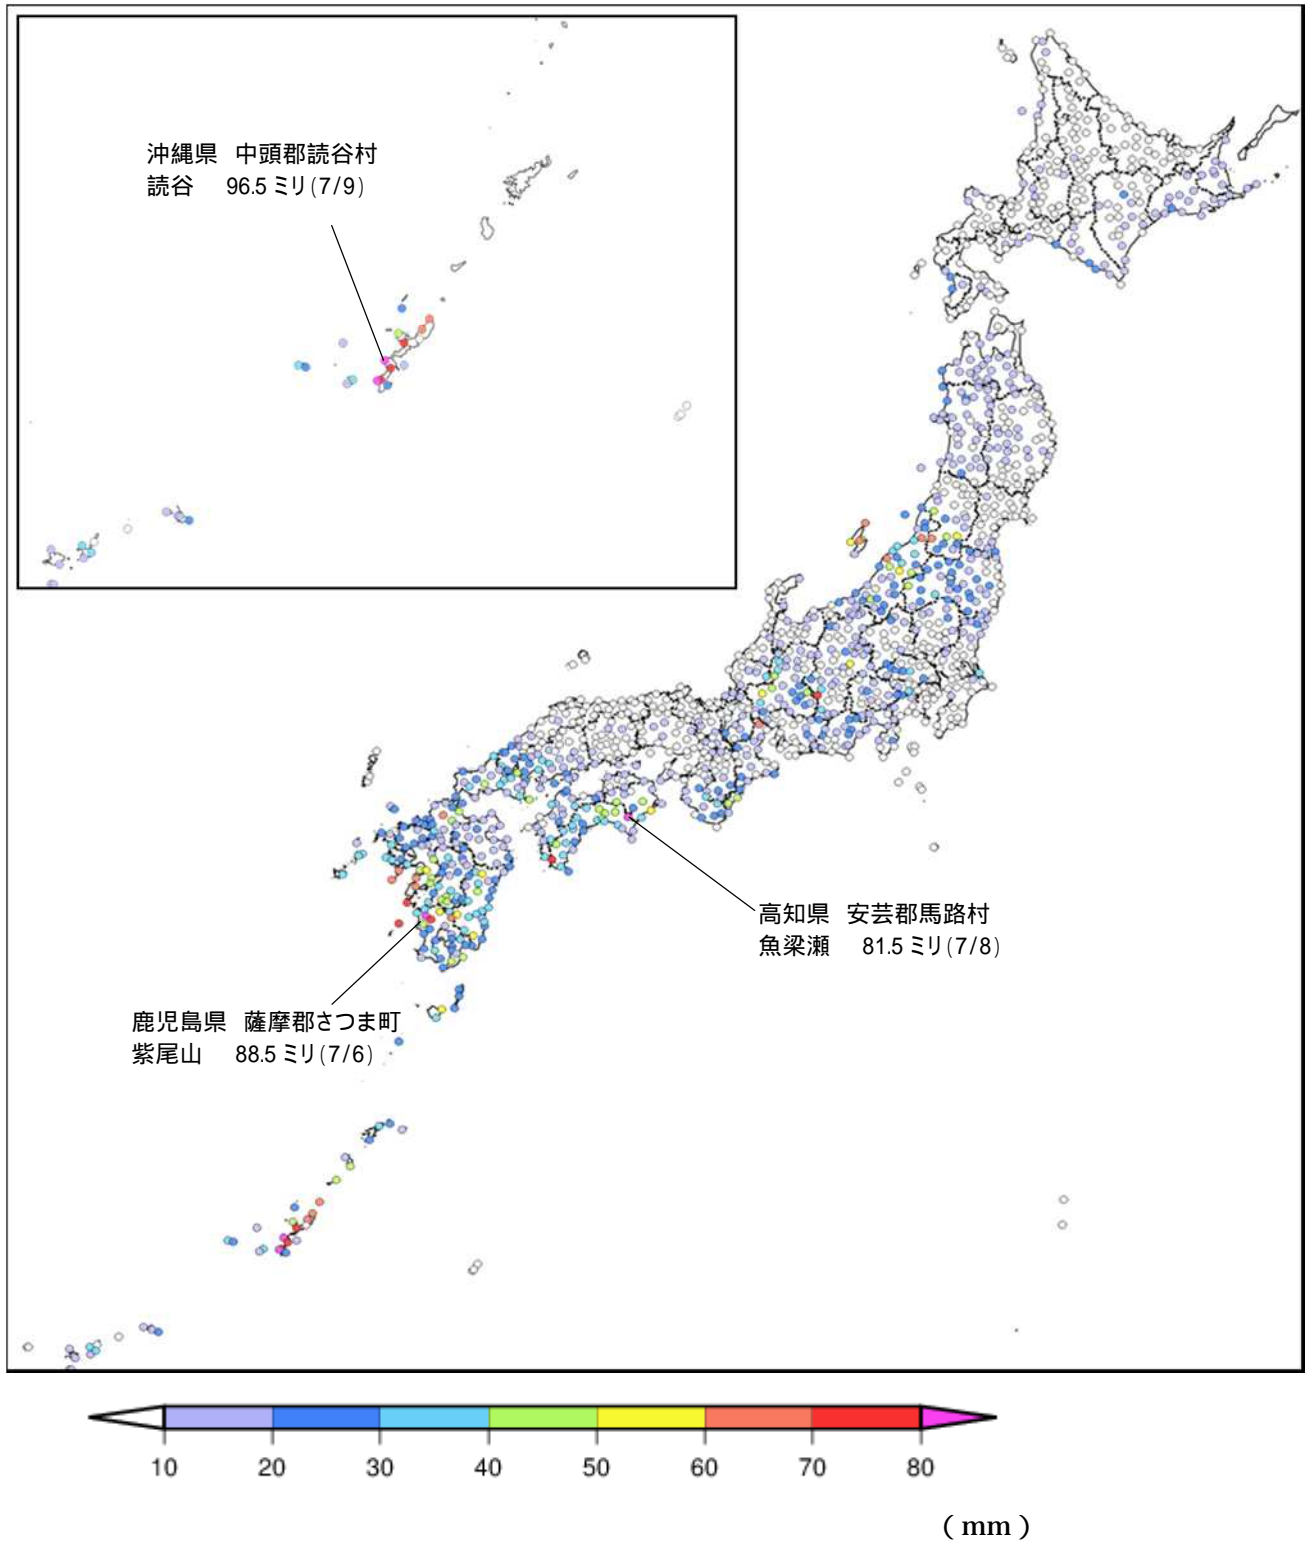 沖縄県 中頭郡読谷村
読谷 96.5 ミリ(7/9)
高知県 安芸郡馬路村
魚梁瀬 81.5 ミリ(7/8)
鹿児島県 薩摩郡さつま町
紫尾山 88.5 ミリ(7/6)
10 20 30 40 50 60 70 80
(mm)